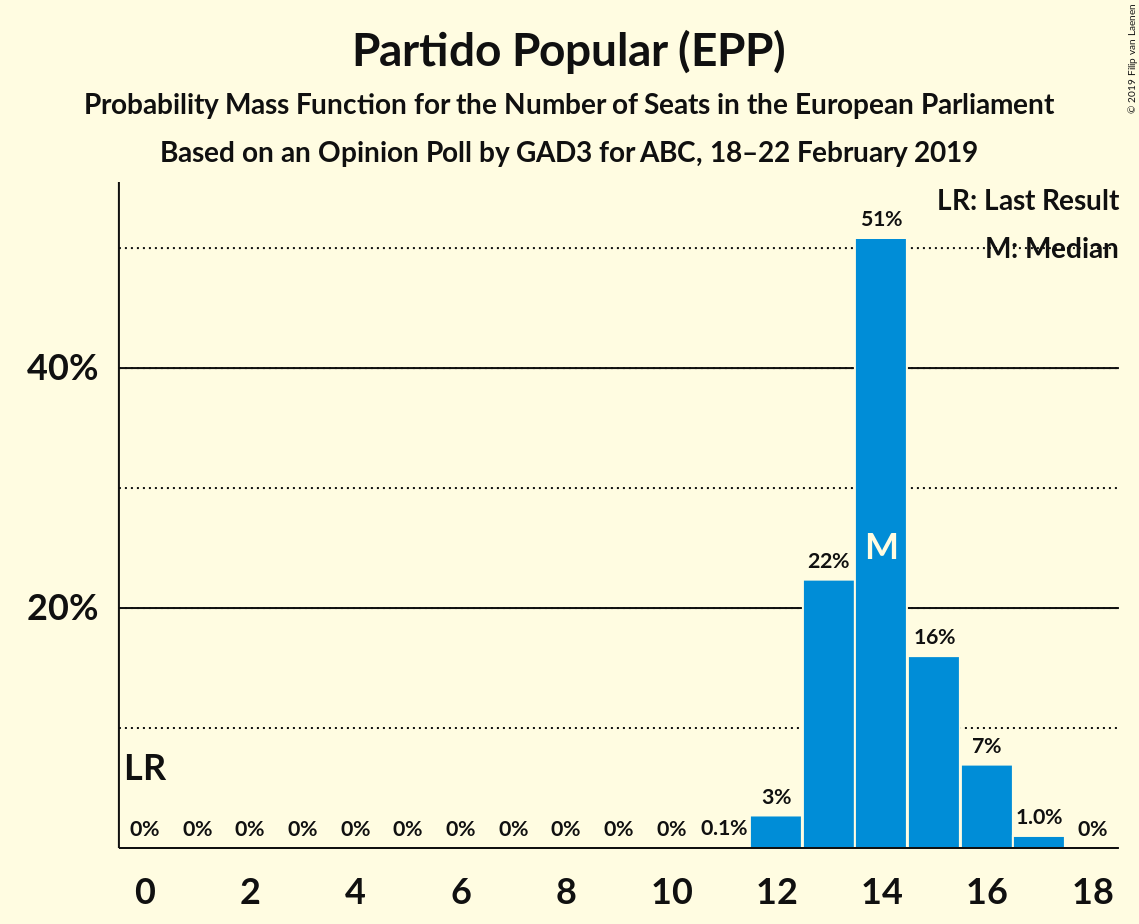 Partido Popular (EPP)
Probability Mass Function for the Number of Seats in the European Parliament
Based on an Opinion Poll by GAD3 for ABC, 18–22 February 2019
© 2019 Filip van Laenen
LR: Last Result
M: Median
51%
40%
M
22%
20%
16%
7%
LR
3%
1.0%
0% 0% 0% 0% 0% 0% 0% 0% 0% 0% 0% 0.1% 0%
0 2 4 6 8 10 12 14 16 18